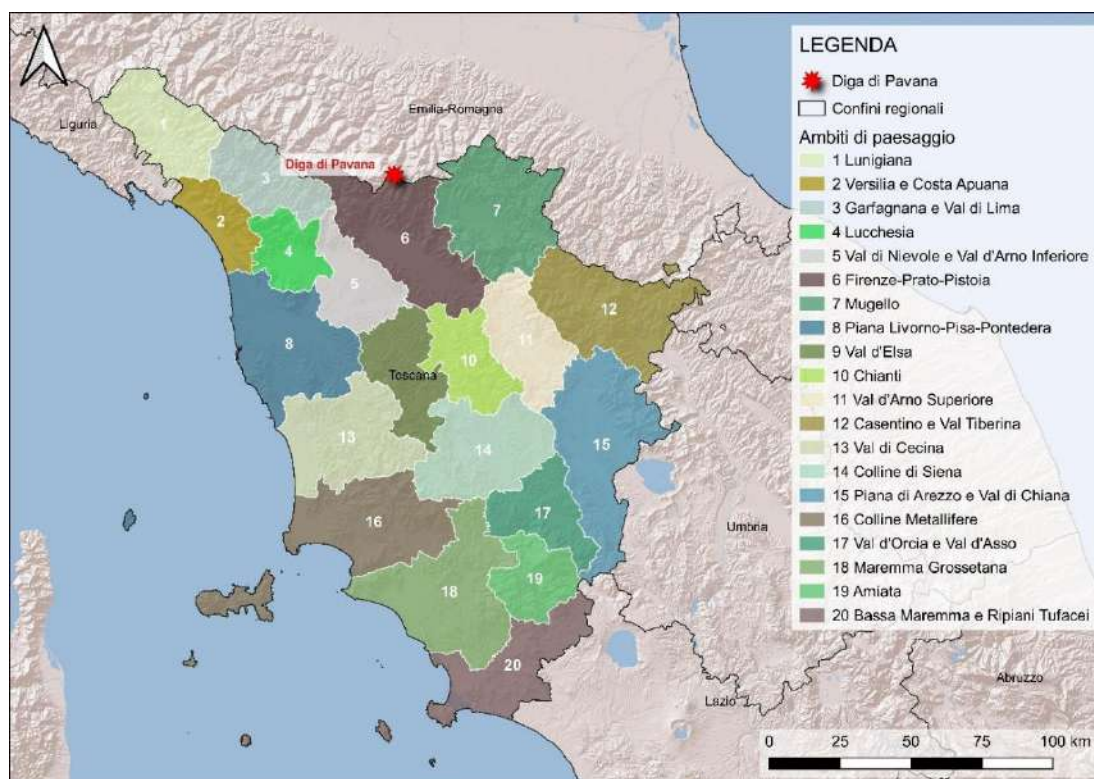 LEGENDA
Diga di Pavana
Confini regionali
Ambiti di paesaggio
1 Lunigiana
2 Versilia e Costa Apuana
3 Garfagnana e Val di Lima
4 Lucchesia
5 Val di Nievole e Val d'Arno Inferiore
6 Firenze-Prato-Pistoia
7 Mugello
8 Piana Livorno-Pisa-Pontedera
9 Val d'Elsa
10 Chianti
11 Val d'Arno Superiore
12 Casentino e Val Tiberina
13 Val di Cecina
14 Colline di Siena
15 Piana di Arezzo e Val di Chiana
16 Colline Metallifere
17 Val d'Orcia e Val d'Asso
18 Maremma Grossetana
19 Amiata
20 Bassa Maremma e Ripiani Tufacei
Liguria
Emilia-Romagna
Diga di Pavana
1
2
3
4
5
6
7
8
Toscana
10
11
12
13
14
15
16
17
18
19
20
Umbria
Lazio
Abruzzo
0 25 50 75 100 km